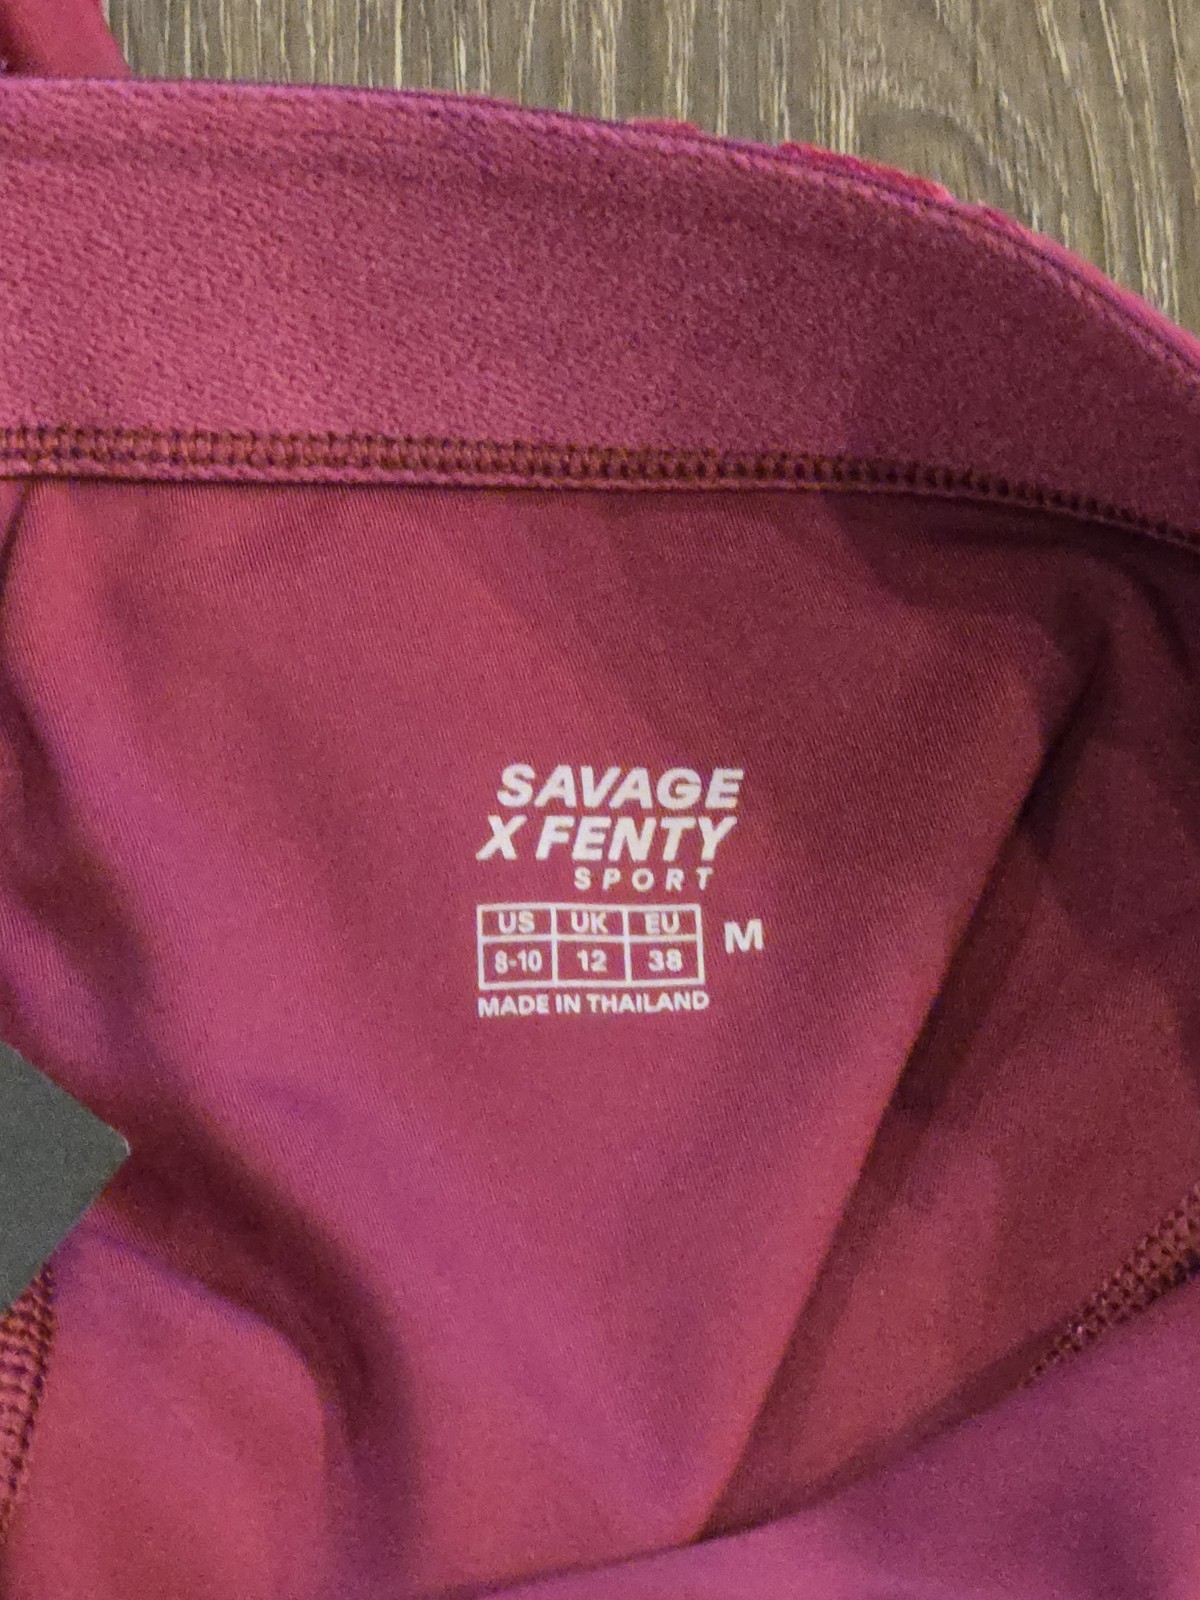 SAVAGE
X FENTY
SPORT
US UK EU
8-10 12 38
M
MADE IN THAILAND